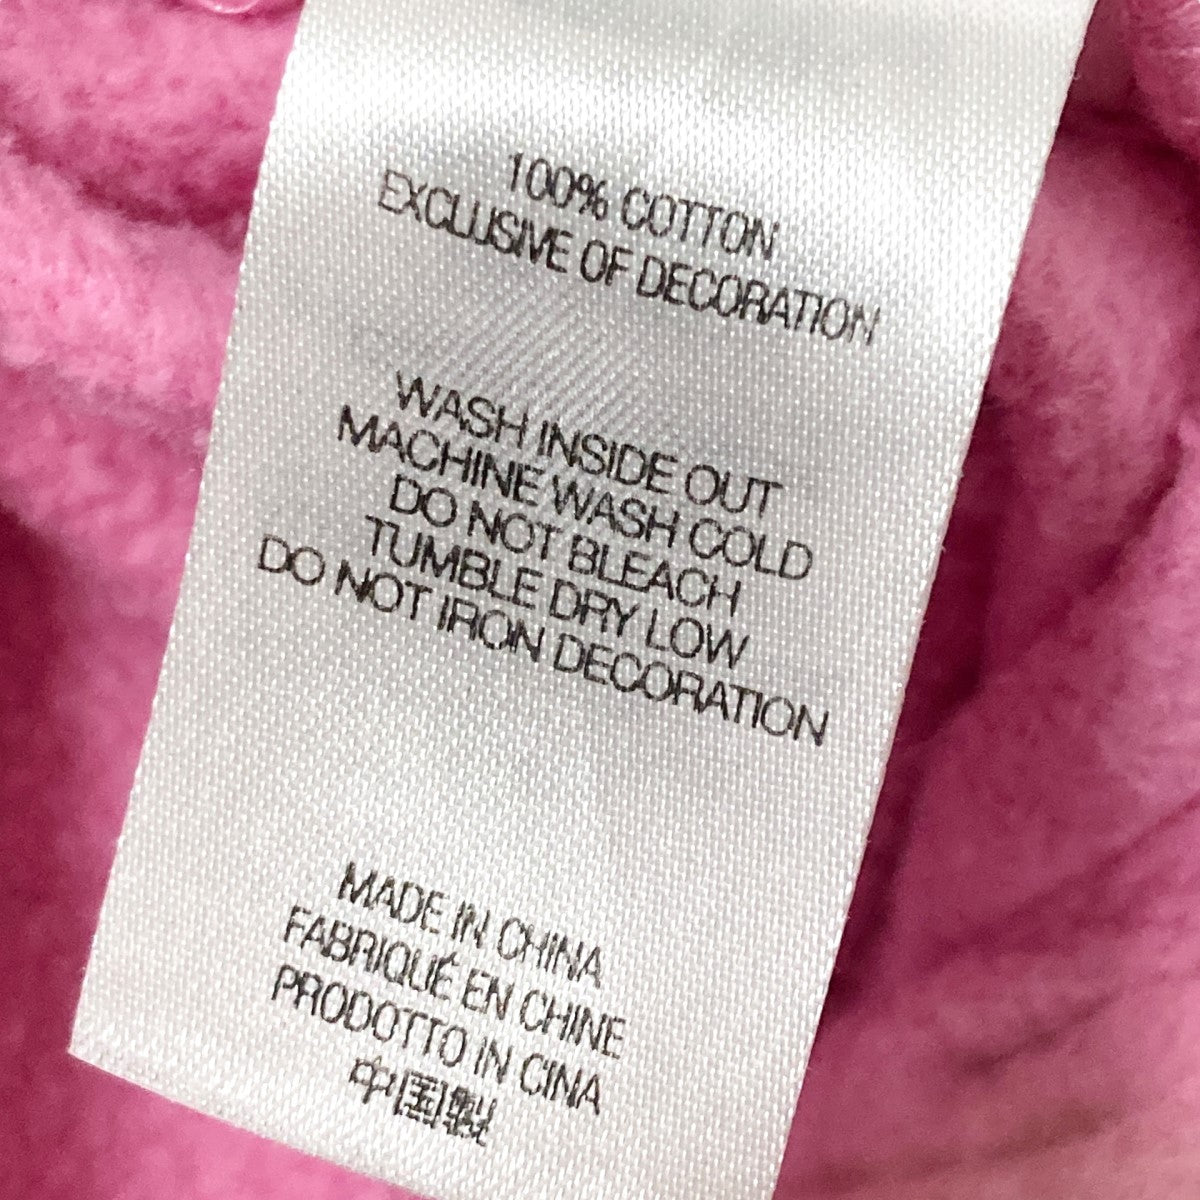 100% COTTON
EXCLUSIVE OF DECORATION
WASH INSIDE OUT
MACHINE WASH COLD
DO NOT BLEACH
TUMBLE DRY LOW
DO NOT IRON DECORATION
MADE IN CHINA
FABRIQUÉ EN CHINE
PRODOTTO IN CINA
中国製